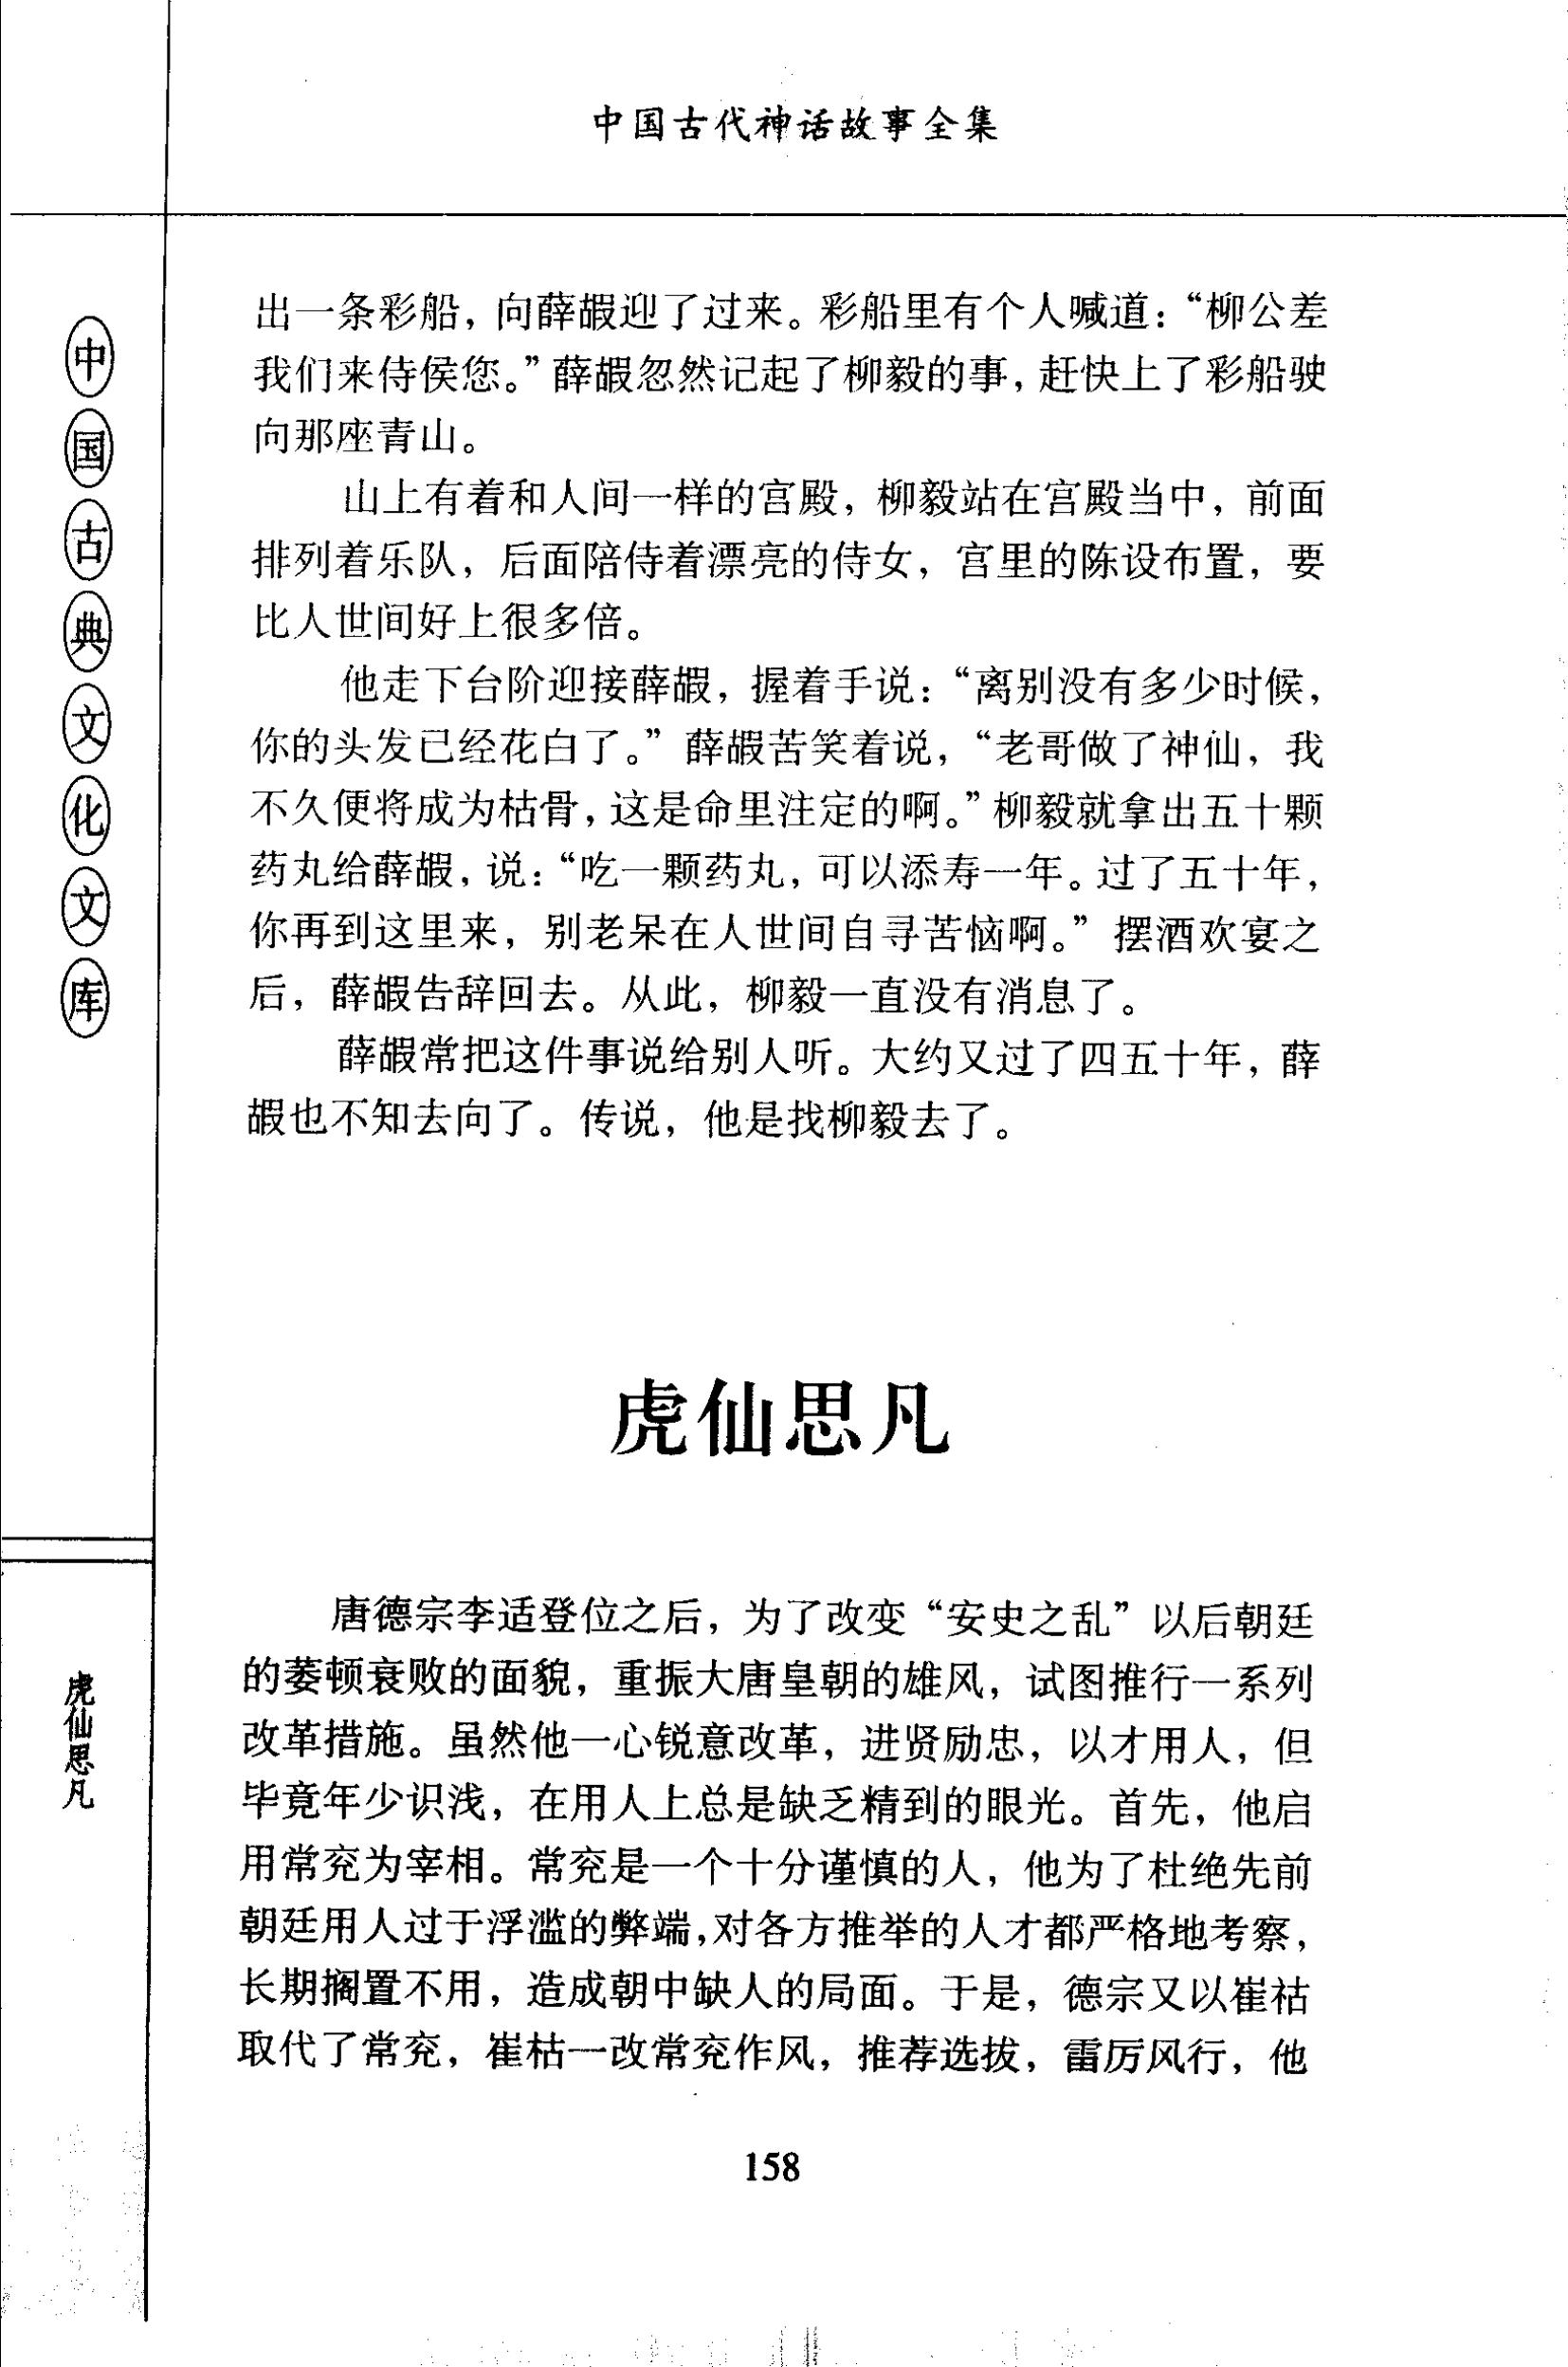 中国古代神话故事全集
中国古典文化文库
虎仙思凡
出一条彩船，向薛嘏迎了过来。彩船里有个人喊道：“柳公差
我们来侍侯您。”薛嘏忽然记起了柳毅的事，赶快上了彩船驶
向那座青山。
山上有着和人间一样的宫殿，柳毅站在宫殿当中，前面
排列着乐队，后面陪侍着漂亮的侍女，宫里的陈设布置，要
比人世间好上很多倍。
他走下台阶迎接薛嘏，握着手说：“离别没有多少时候，
你的头发已经花白了。”薛嘏苦笑着说，“老哥做了神仙，我
不久便将成为枯骨，这是命里注定的啊。”柳毅就拿出五十颗
药丸给薛嘏，说：“吃一颗药丸，可以添寿一年。过了五十年，
你再到这里来，别老呆在人世间自寻苦恼啊。”摆酒欢宴之
后，薛嘏告辞回去。从此，柳毅一直没有消息了。
薛嘏常把这件事说给别人听。大约又过了四五十年，薛
嘏也不知去向了。传说，他是找柳毅去了。
虎仙思凡
唐德宗李适登位之后，为了改变“安史之乱”以后朝廷
的萎顿衰败的面貌，重振大唐皇朝的雄风，试图推行一系列
改革措施。虽然他一心锐意改革，进贤励忠，以才用人，但
毕竟年少识浅，在用人上总是缺乏精到的眼光。首先，他启
用常兖为宰相。常兖是一个十分谨慎的人，他为了杜绝先前
朝廷用人过于浮滥的弊端，对各方推举的人才都严格地考察，
长期搁置不用，造成朝中缺人的局面。于是，德宗又以崔祜
取代了常兖，崔枯一改常兖作风，推荐选拔，雷厉风行，他
158